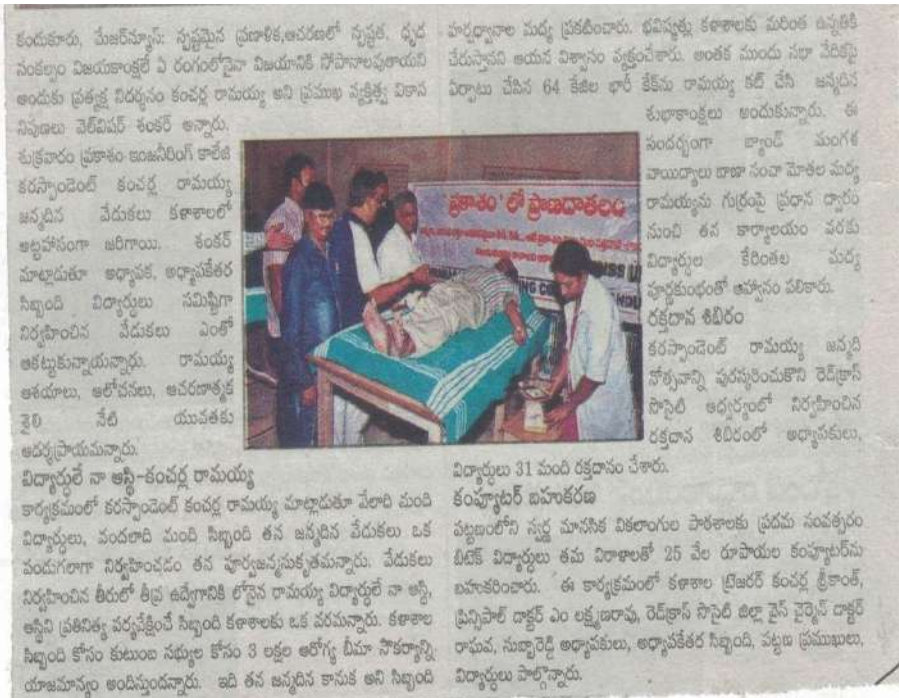 కందుకూరు, మేజర్‌న్యూస్: స్పష్టమైన ప్రణాళిక,ఆచరణలో స్పష్టత, దృఢ
సంకల్పం విజయకాంక్షలే ఏ రంగంలోనైనా విజయానికి సోపానాలవుతాయని
అందుకు ప్రత్యక్ష నిదర్శనం కంచర్ల రామయ్య అని ప్రముఖ వ్యక్తిత్వ వికాస
నిపుణులు వెల్‌విషర్ శంకర్ అన్నారు.
శుక్రవారం ప్రకాశం ఇంజనీరింగ్ కాలేజి
కరస్పాండెంట్ కంచర్ల రామయ్య
జన్మదిన వేడుకలు కళాశాలలో
అట్టహాసంగా జరిగాయి. శంకర్
మాట్లాడుతూ అధ్యాపక, అధ్యాపకేతర
సిబ్బంది విద్యార్థులు సమిష్టిగా
నిర్వహించిన వేడుకలు ఎంతో
ఆకట్టుకున్నాయన్నారు. రామయ్య
ఆశయాలు, ఆలోచనలు, ఆచరణాత్మక
శైలి నేటి యువతకు
ఆదర్శప్రాయమన్నారు.
విద్యార్థులే నా ఆస్తి-కంచర్ల రామయ్య
కార్యక్రమంలో కరస్పాండెంట్ కంచర్ల రామయ్య మాట్లాడుతూ వేలాది మంది
విద్యార్థులు, వందలాది మంది సిబ్బంది తన జన్మదిన వేడుకలు ఒక
పండుగలాగా నిర్వహించడం తన పూర్వజన్మసుకృతమన్నారు. వేడుకలు
నిర్వహించిన తీరులో తీవ్ర ఉద్వేగానికి లోనైన రామయ్య విద్యార్థులే నా ఆస్తి,
ఆస్తిని ప్రతినిత్య పర్యవేక్షించే సిబ్బంది కళాశాలకు ఒక వరమన్నారు. కళాశాల
సిబ్బంది కోసం కుటుంబ సభ్యుల కోసం 3 లక్షల ఆరోగ్య బీమా సౌకర్యాన్ని
యాజమాన్యం అందిస్తుందన్నారు. ఇది తన జన్మదిన కానుక అని సిబ్బంది
హర్షధ్వానాల మధ్య ప్రకటించారు. భవిష్యత్తు కళాశాలకు మరింత ఉన్నతికి
చేరుస్తానని ఆయన విశ్వాసం వ్యక్తంచేశారు. అంతక ముందు సభా వేదికపై
ఏర్పాటు చేసిన 64 కేజీల భారీ కేక్‌ను రామయ్య కట్ చేసి జన్మదిన
శుభాకాంక్షలు అందుకున్నారు. ఈ
సందర్భంగా బ్యాండ్ మంగళ
వాయిద్యాలు బాణా సంచా మోతల మధ్య
రామయ్యను గుర్రంపై ప్రధాన ద్వారం
నుంచి తన కార్యాలయం వరకు
విద్యార్థుల కేరింతల మధ్య
పూర్ణకుంభంతో ఆహ్వానం పలికారు.
రక్తదాన శిబిరం
కరస్పాండెంట్ రామయ్య జన్మది
నోత్సవాన్ని పురస్కరించుకొని రెడ్‌క్రాస్
సొసైటి ఆధ్వర్యంలో నిర్వహించిన
రక్తదాన శిబిరంలో అధ్యాపకులు,
విద్యార్థులు 31 మంది రక్తదానం చేశారు.
కంప్యూటర్ బహుకరణ
పట్టణంలోని స్వర్ణ మానసిక వికలాంగుల పాఠశాలకు ప్రథమ సంవత్సరం
బిటెక్ విద్యార్థులు తమ విరాళాలతో 25 వేల రూపాయల కంప్యూటర్‌ను
బహుకరించారు. ఈ కార్యక్రమంలో కళాశాల ట్రెజరర్ కంచర్ల శ్రీకాంత్,
ప్రిన్సిపాల్ డాక్టర్ ఎం లక్ష్మణరావు, రెడ్‌క్రాస్ సొసైటి జిల్లా వైస్ చైర్మెన్ డాక్టర్
రాఘవ, సుబ్బారెడ్డి అధ్యాపకులు, అధ్యాపకేతర సిబ్బంది, పట్టణ ప్రముఖులు,
విద్యార్థులు పాల్గొన్నారు.
ప్రకాశం'లో ప్రాణదాతలం
NSS U
ING CO